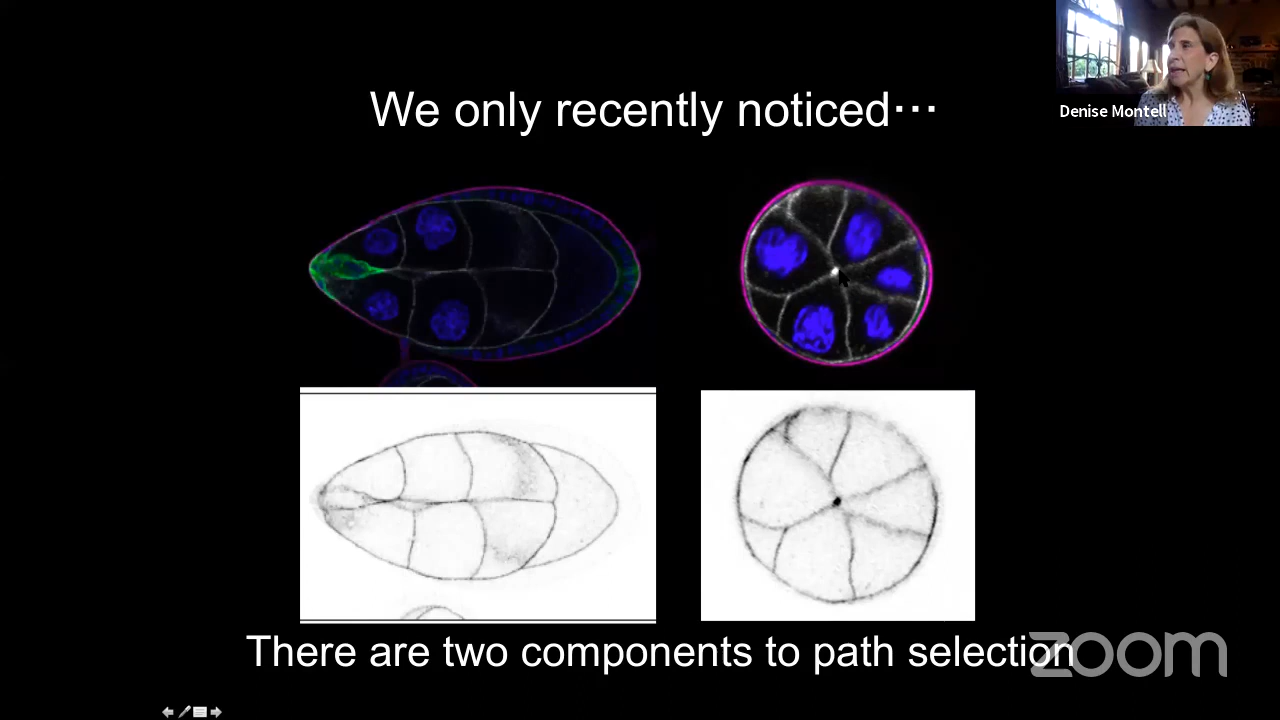 We only recently noticed…
Denise Montell
There are two components to path selection
zoom